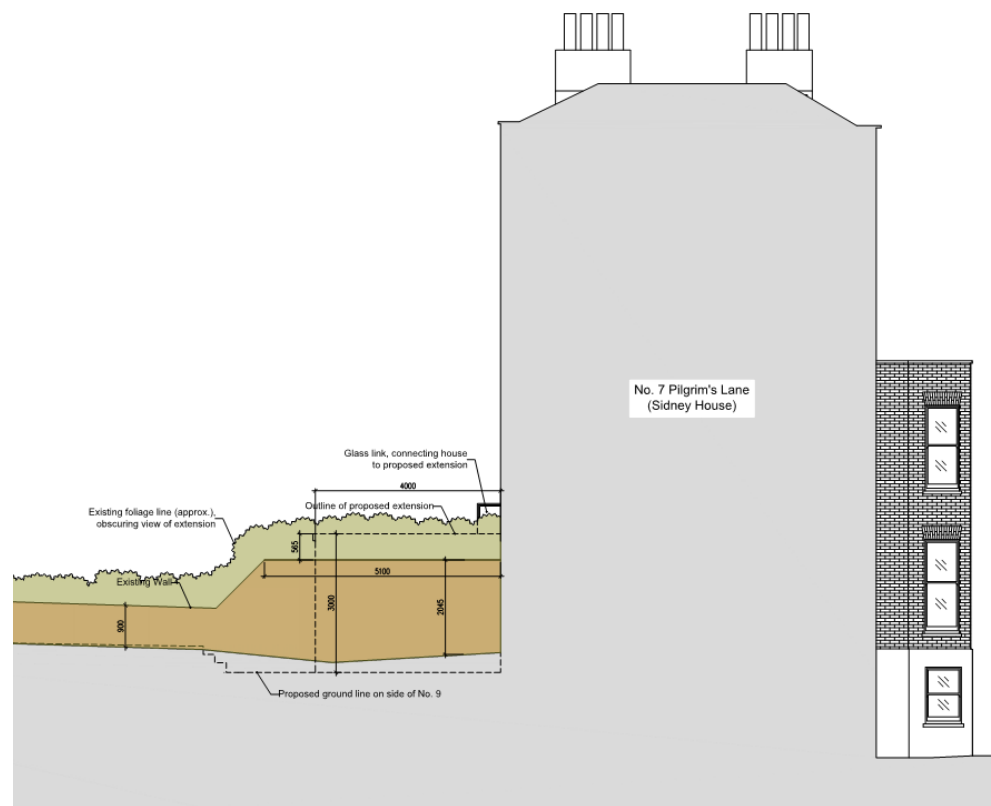 No. 7 Pilgrim's Lane
(Sidney House)
Glass link, connecting house
to proposed extension
4000
Outline of proposed extension
Existing foliage line (approx.),
obscuring view of extension
565
5100
Existing Wall
3000
2045
900
Proposed ground line on side of No. 9